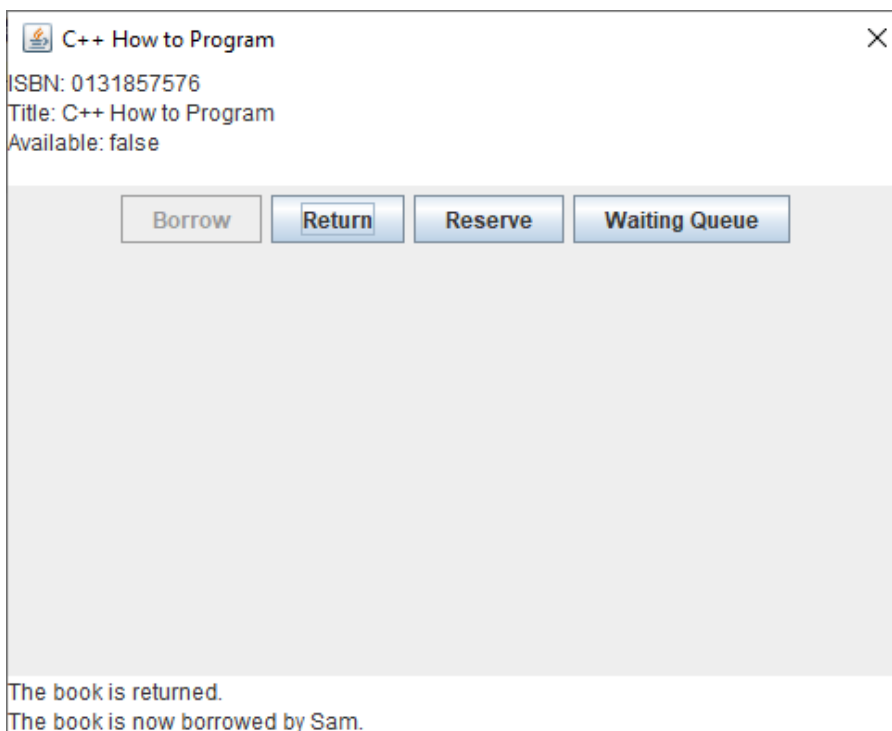 C++ How to Program
ISBN: 0131857576
Title: C++ How to Program
Available: false
Borrow Return Reserve Waiting Queue
The book is returned.
The book is now borrowed by Sam.